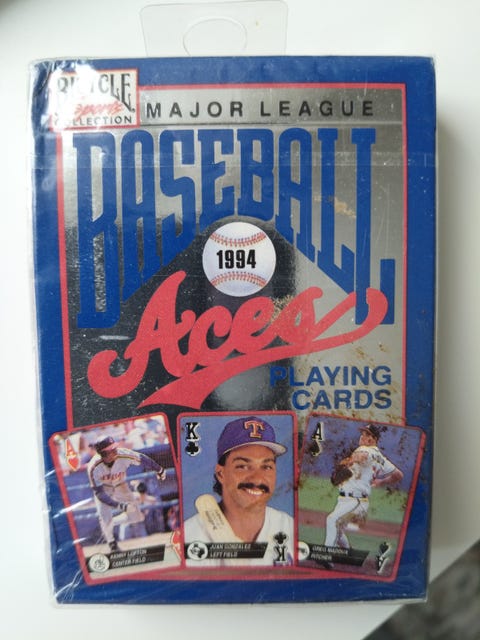 BICYCLE
Sports
COLLECTION
MAJOR LEAGUE
BASEBALL
1994
Aces
PLAYING
CARDS
A
KENNY LOFTON
CENTER FIELD
K
T
JUAN GONZALEZ
LEFT FIELD
K
A
GREG MADDUX
PITCHER
A